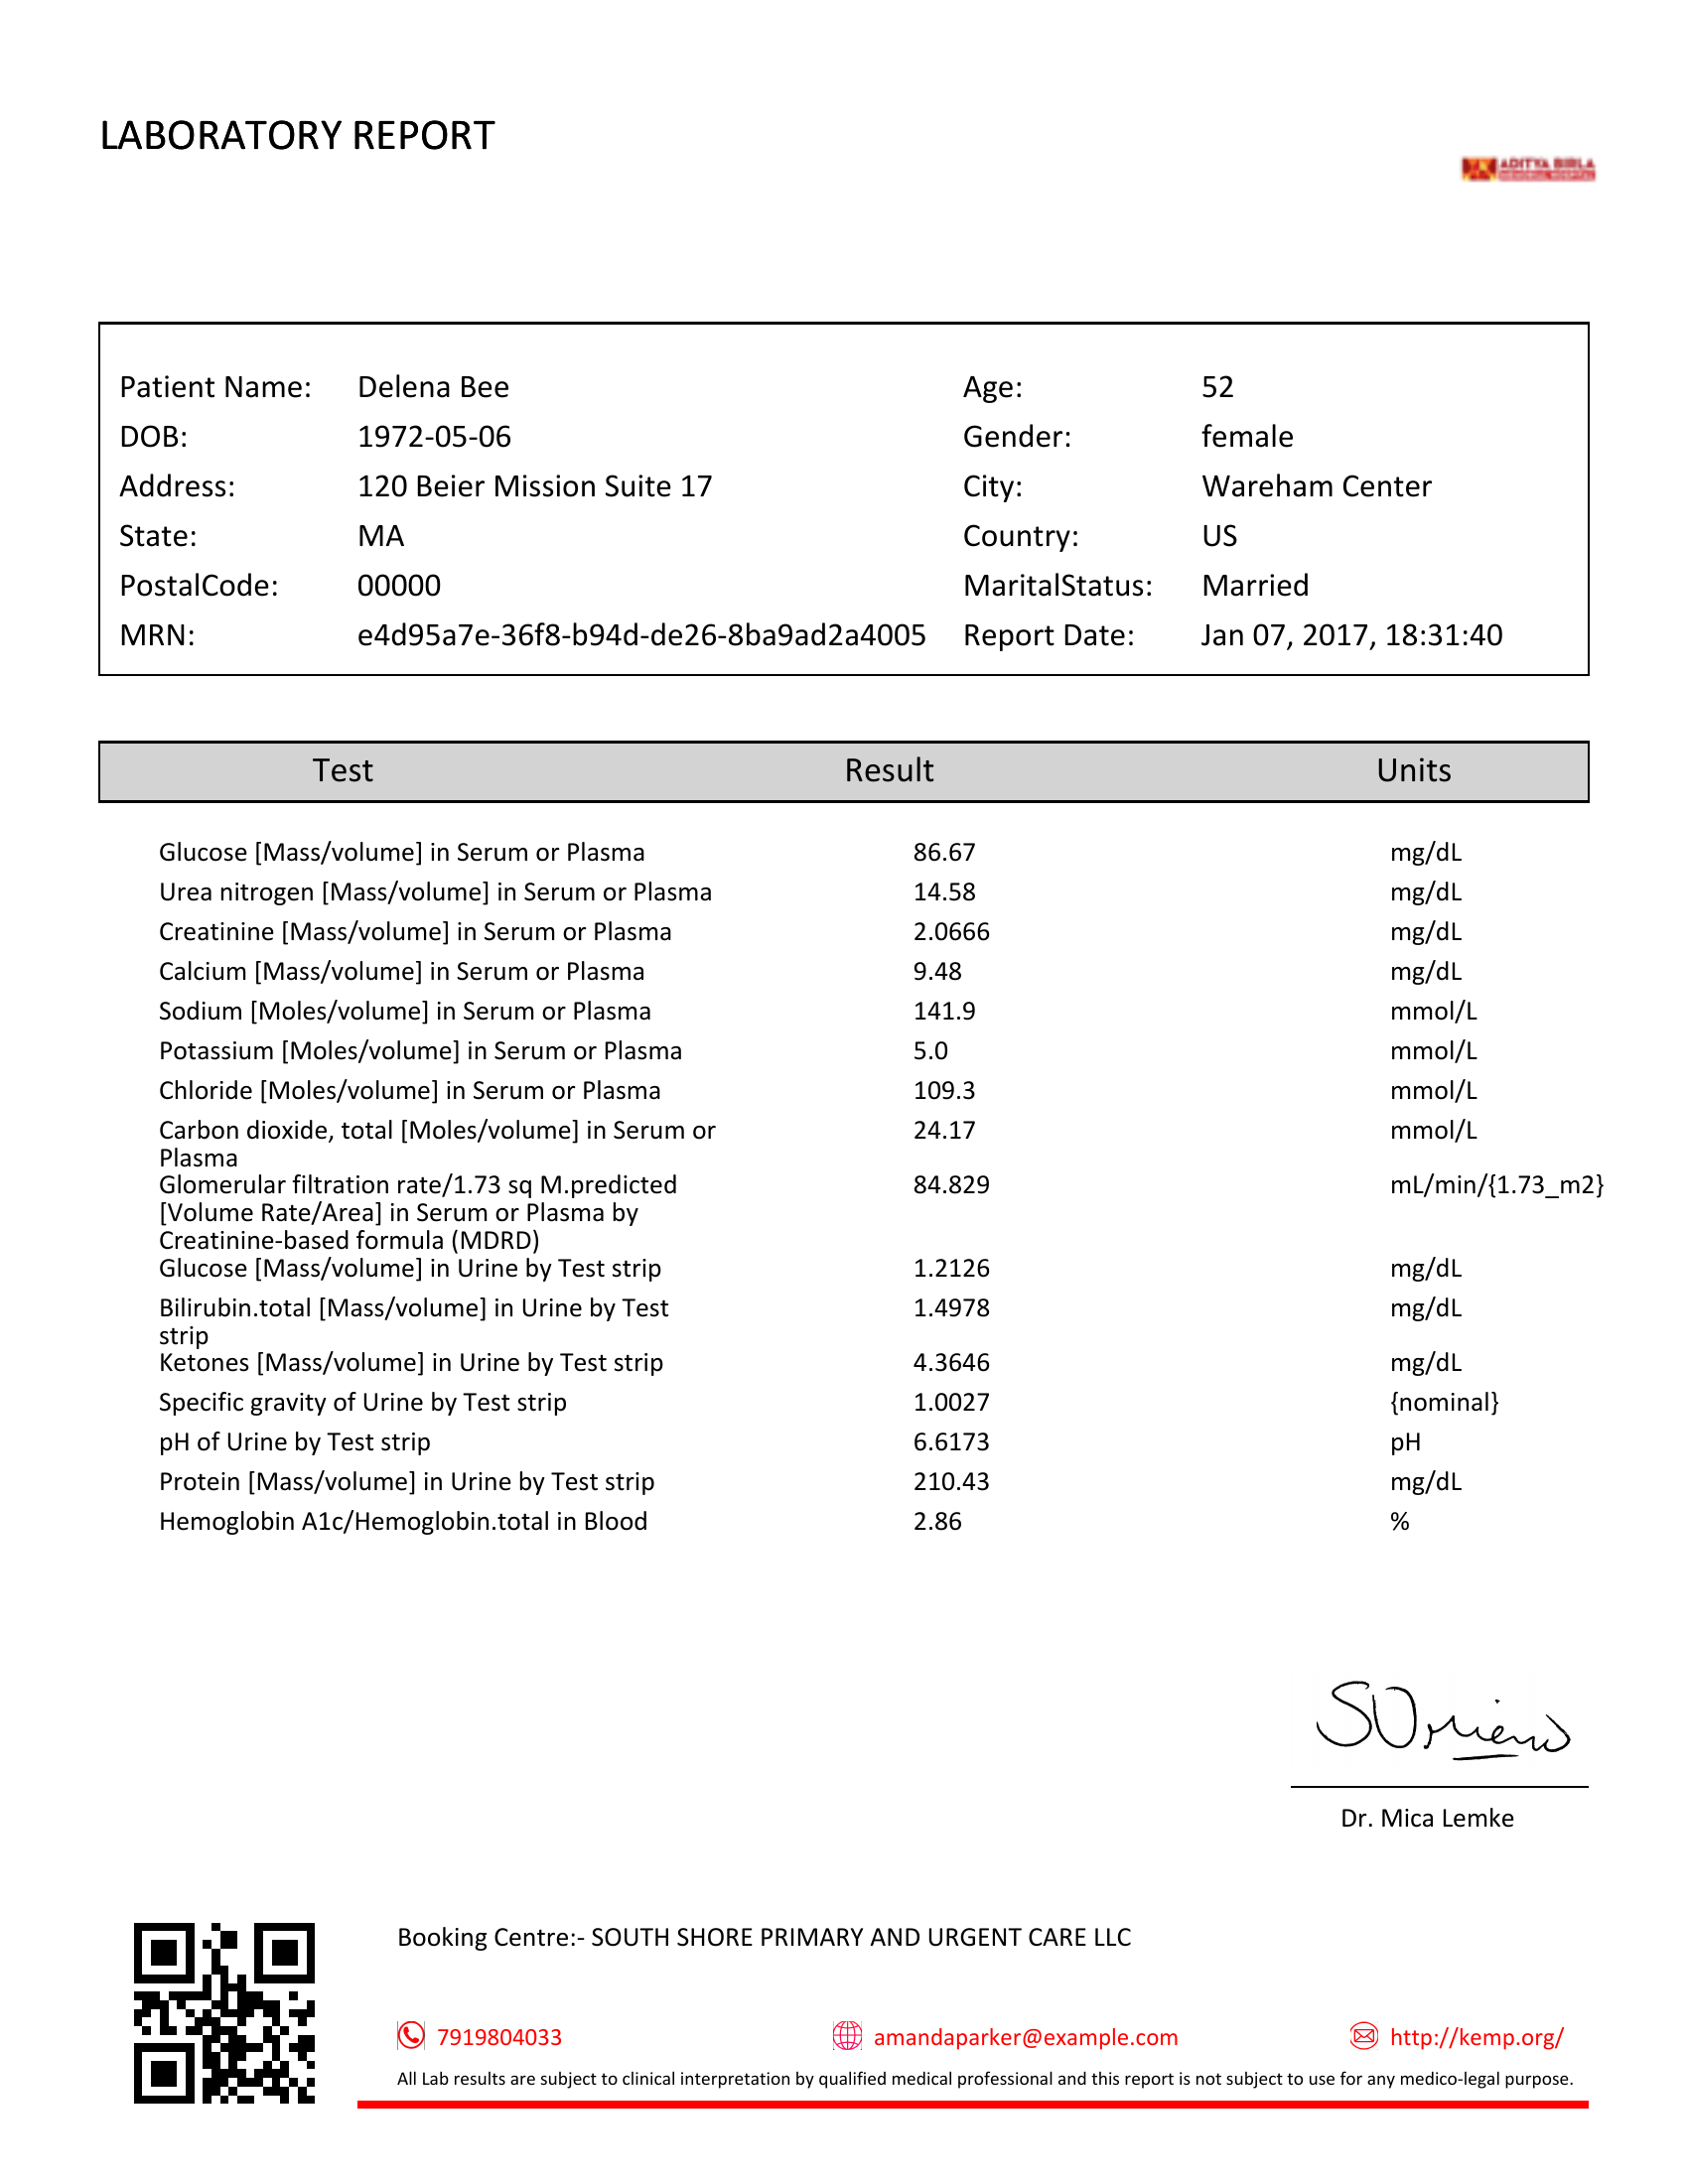 LABORATORY REPORT
ADITYA BIRLA
MEMORIAL HOSPITAL
Patient Name: Delena Bee Age: 52
DOB: 1972-05-06 Gender: female
Address: 120 Beier Mission Suite 17 City: Wareham Center
State: MA Country: US
PostalCode: 00000 MaritalStatus: Married
MRN: e4d95a7e-36f8-b94d-de26-8ba9ad2a4005 Report Date: Jan 07, 2017, 18:31:40
Test Result Units
Glucose [Mass/volume] in Serum or Plasma 86.67 mg/dL
Urea nitrogen [Mass/volume] in Serum or Plasma 14.58 mg/dL
Creatinine [Mass/volume] in Serum or Plasma 2.0666 mg/dL
Calcium [Mass/volume] in Serum or Plasma 9.48 mg/dL
Sodium [Moles/volume] in Serum or Plasma 141.9 mmol/L
Potassium [Moles/volume] in Serum or Plasma 5.0 mmol/L
Chloride [Moles/volume] in Serum or Plasma 109.3 mmol/L
Carbon dioxide, total [Moles/volume] in Serum or 24.17 mmol/L
Plasma
Glomerular filtration rate/1.73 sq M.predicted 84.829 mL/min/{1.73_m2}
[Volume Rate/Area] in Serum or Plasma by
Creatinine-based formula (MDRD)
Glucose [Mass/volume] in Urine by Test strip 1.2126 mg/dL
Bilirubin.total [Mass/volume] in Urine by Test 1.4978 mg/dL
strip
Ketones [Mass/volume] in Urine by Test strip 4.3646 mg/dL
Specific gravity of Urine by Test strip 1.0027 {nominal}
pH of Urine by Test strip 6.6173 pH
Protein [Mass/volume] in Urine by Test strip 210.43 mg/dL
Hemoglobin A1c/Hemoglobin.total in Blood 2.86 %
Dr. Mica Lemke
Booking Centre:- SOUTH SHORE PRIMARY AND URGENT CARE LLC
7919804033 amandaparker@example.com http://kemp.org/
All Lab results are subject to clinical interpretation by qualified medical professional and this report is not subject to use for any medico-legal purpose.